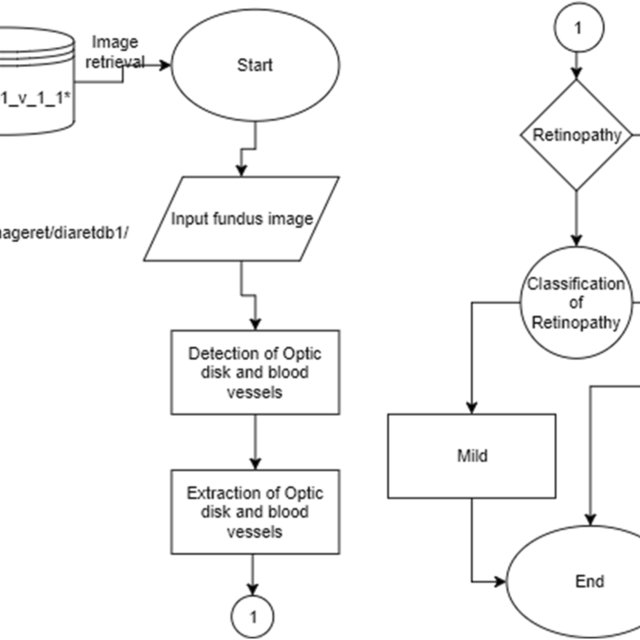 Image
retrieval
1_v_1_1*
Start
Input fundus image
ageret/diaretdb1/
Detection of Optic
disk and blood
vessels
Extraction of Optic
disk and blood
vessels
1
1
Retinopathy
Classification
of
Retinopathy
Mild
End